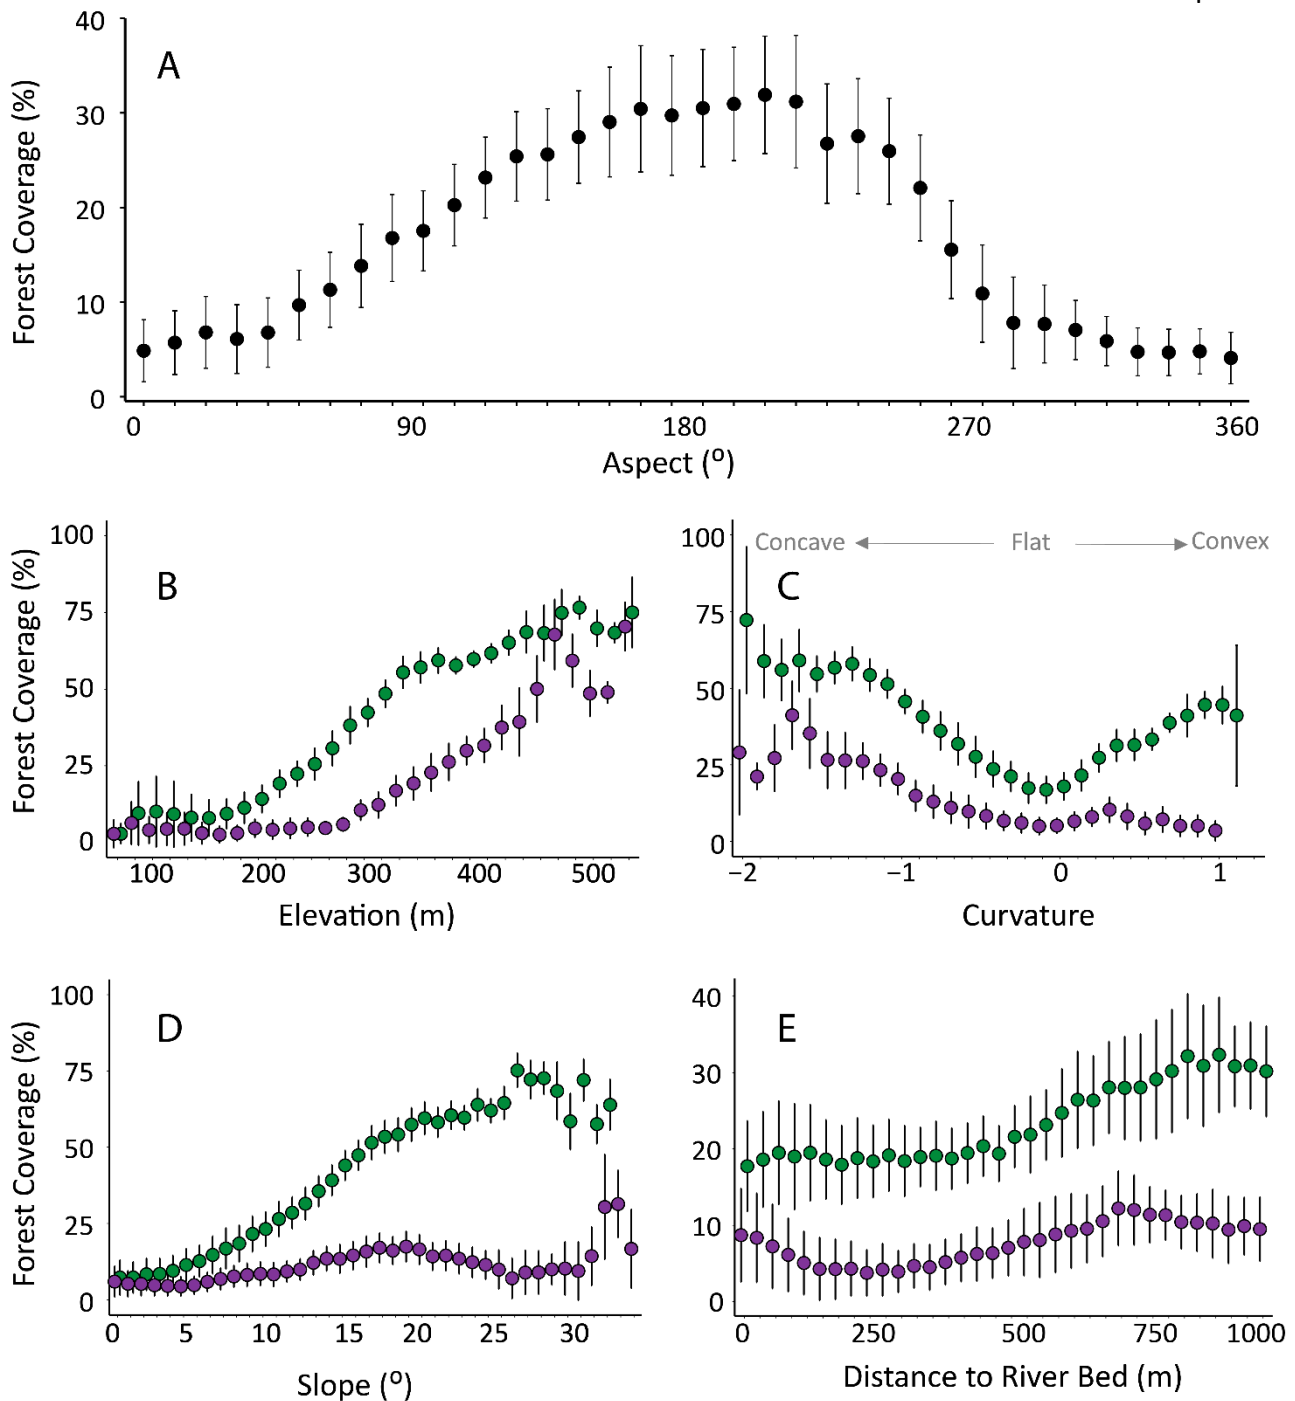 40
A
30
20
10
0
Forest Coverage (%)
0 90 180 270 360
Aspect (º)
100
B
75
50
25
0
Forest Coverage (%)
100 200 300 400 500
Elevation (m)
100
Concave Flat Convex
C
75
50
25
0
−2 −1 0 1
Curvature
100
D
75
50
25
0
Forest Coverage (%)
0 5 10 15 20 25 30
Slope (º)
40
E
30
20
10
0
0 250 500 750 1000
Distance to River Bed (m)